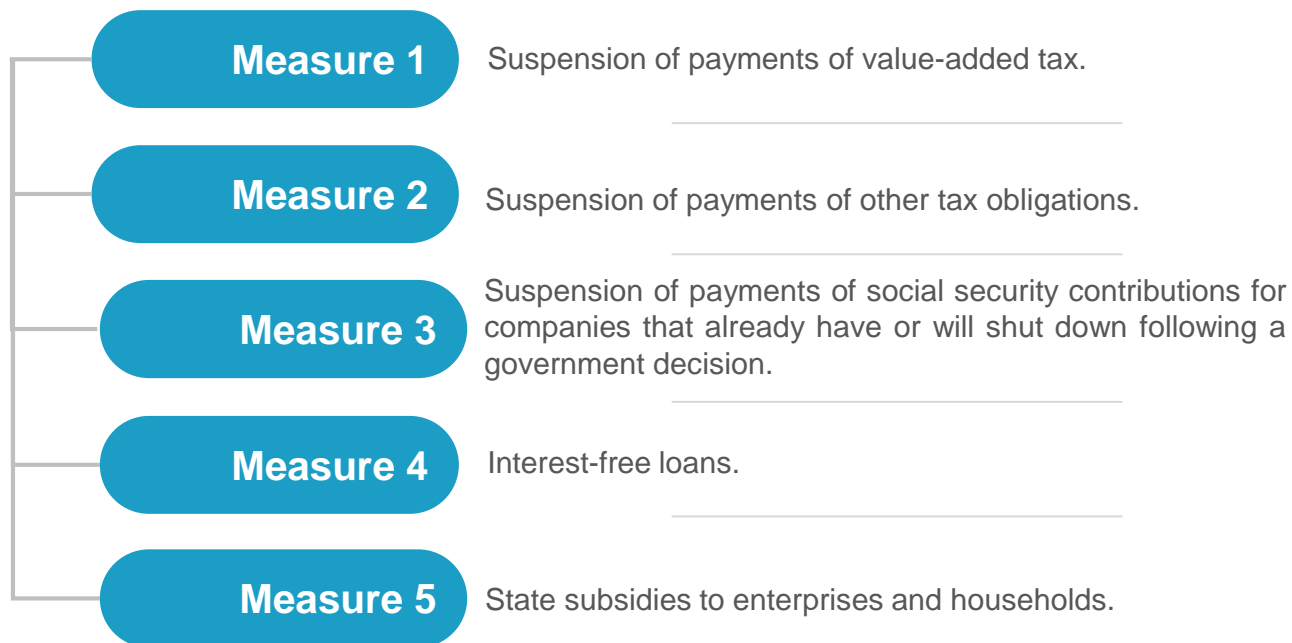 Measure 1
Suspension of payments of value-added tax.
Measure 2
Suspension of payments of other tax obligations.
Measure 3
Suspension of payments of social security contributions for
companies that already have or will shut down following a
government decision.
Measure 4
Interest-free loans.
Measure 5
State subsidies to enterprises and households.